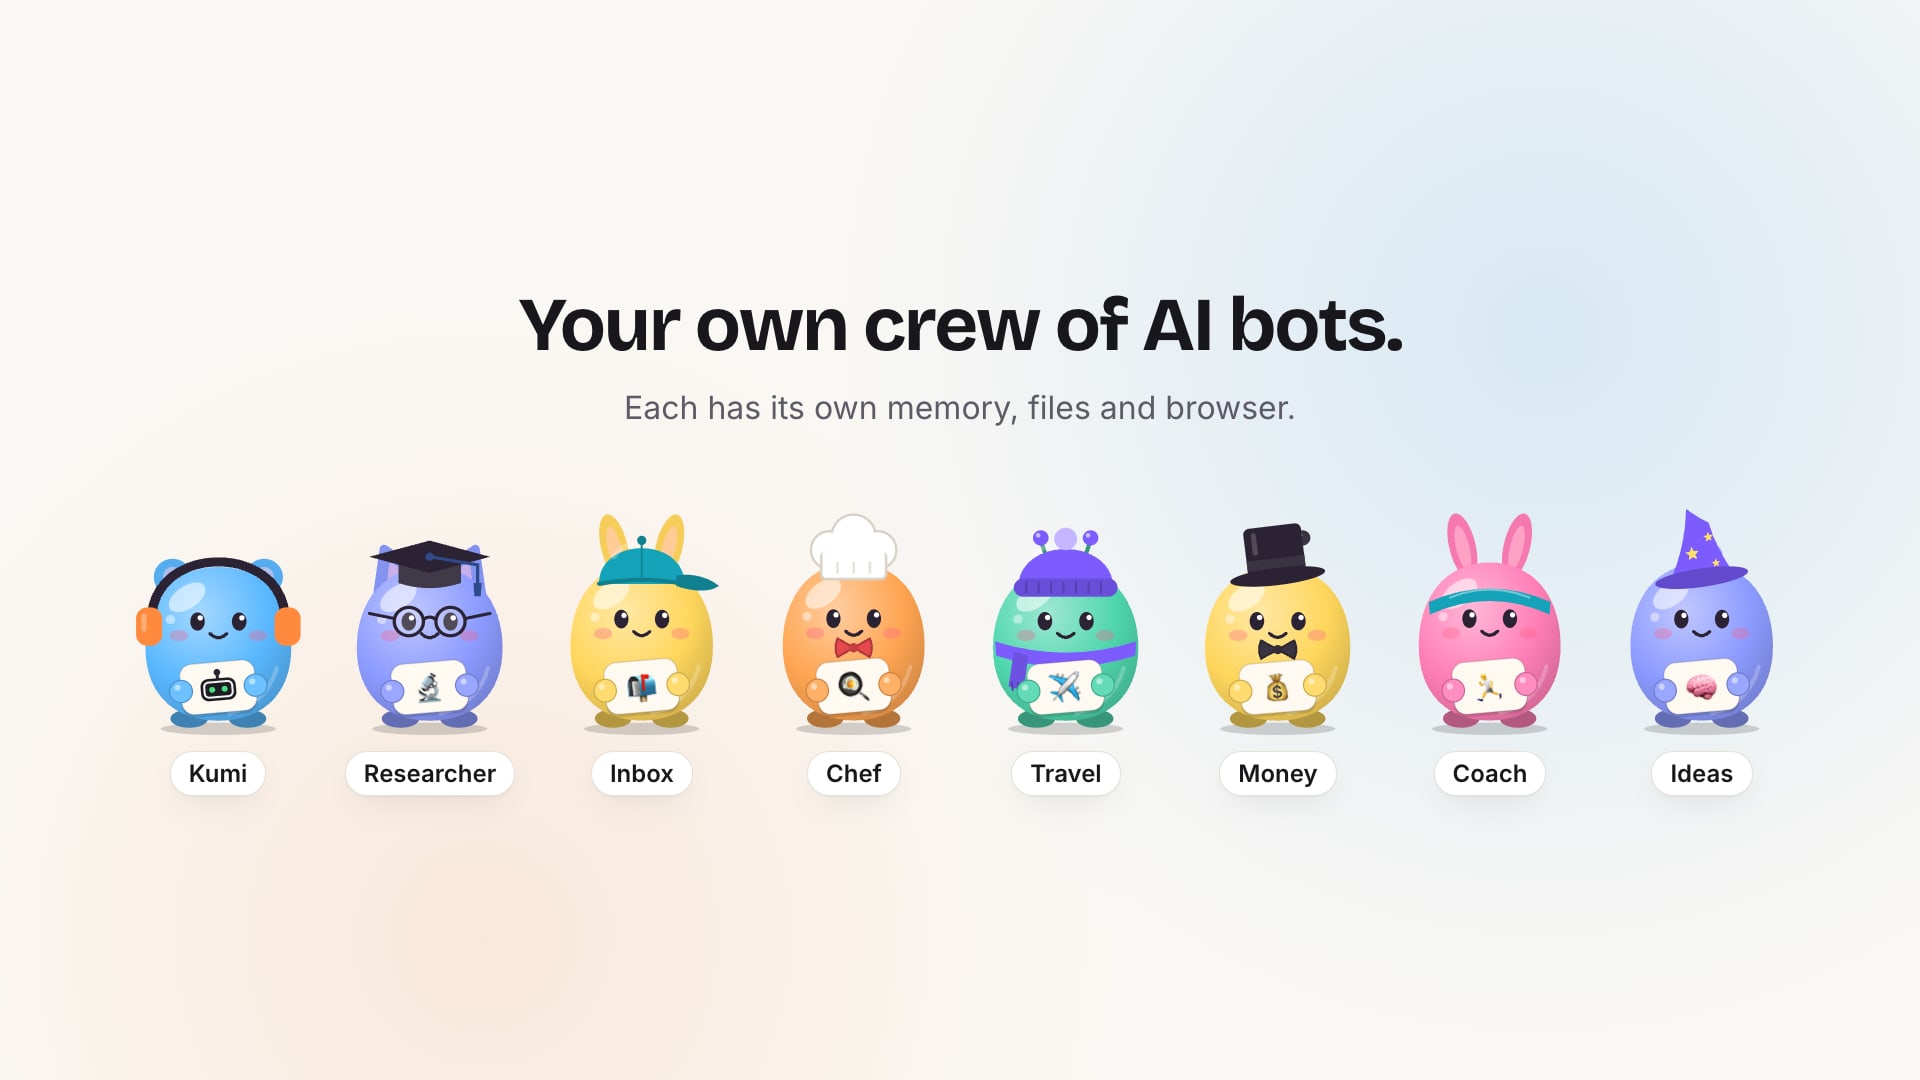 Your own crew of AI bots.
Each has its own memory, files and browser.
Kumi
Researcher
Inbox
Chef
Travel
Money
Coach
Ideas